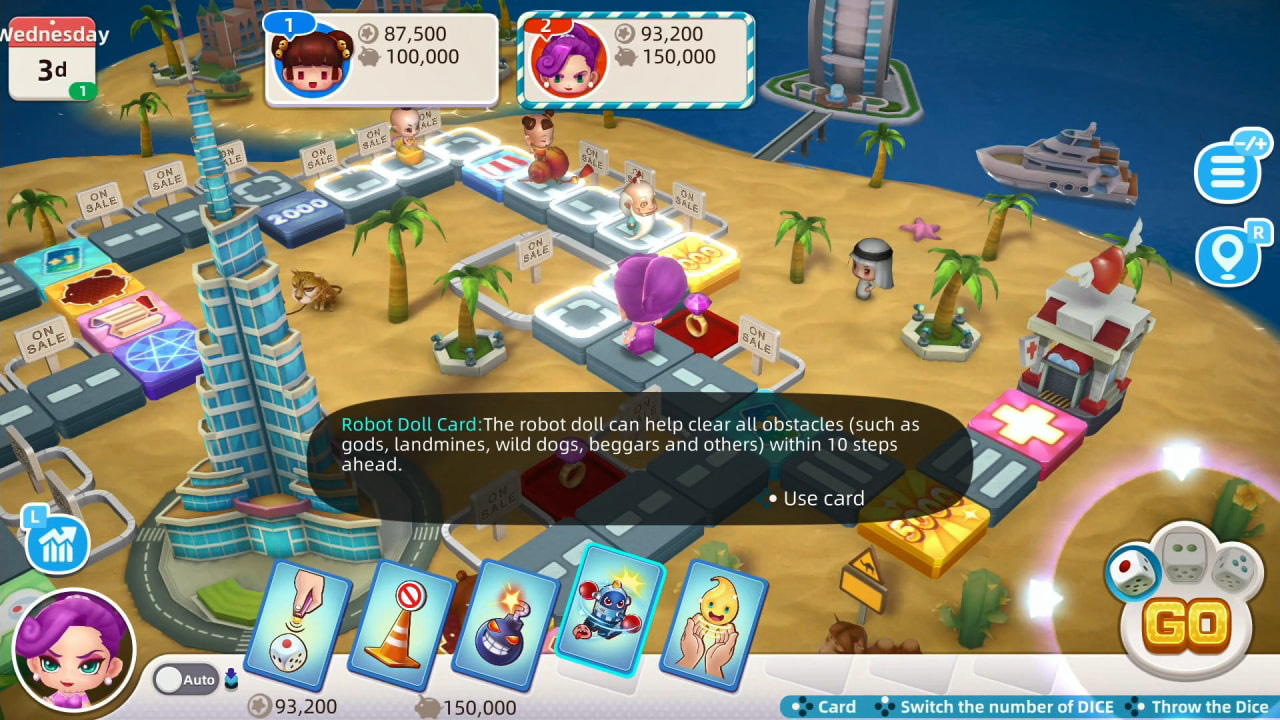 Wednesday
3d
1
1
87,500
100,000
2
93,200
150,000
-/+
R
ON SALE
ON SALE
ON SALE
ON SALE
ON SALE
ON SALE
ON SALE
ON SALE
ON SALE
ON SALE
ON SALE
2000
Robot Doll Card:The robot doll can help clear all obstacles (such as
gods, landmines, wild dogs, beggars and others) within 10 steps
ahead.
• Use card
ON SALE
5000
L
GO
Auto
93,200
150,000
Card
Switch the number of DICE
Throw the Dice